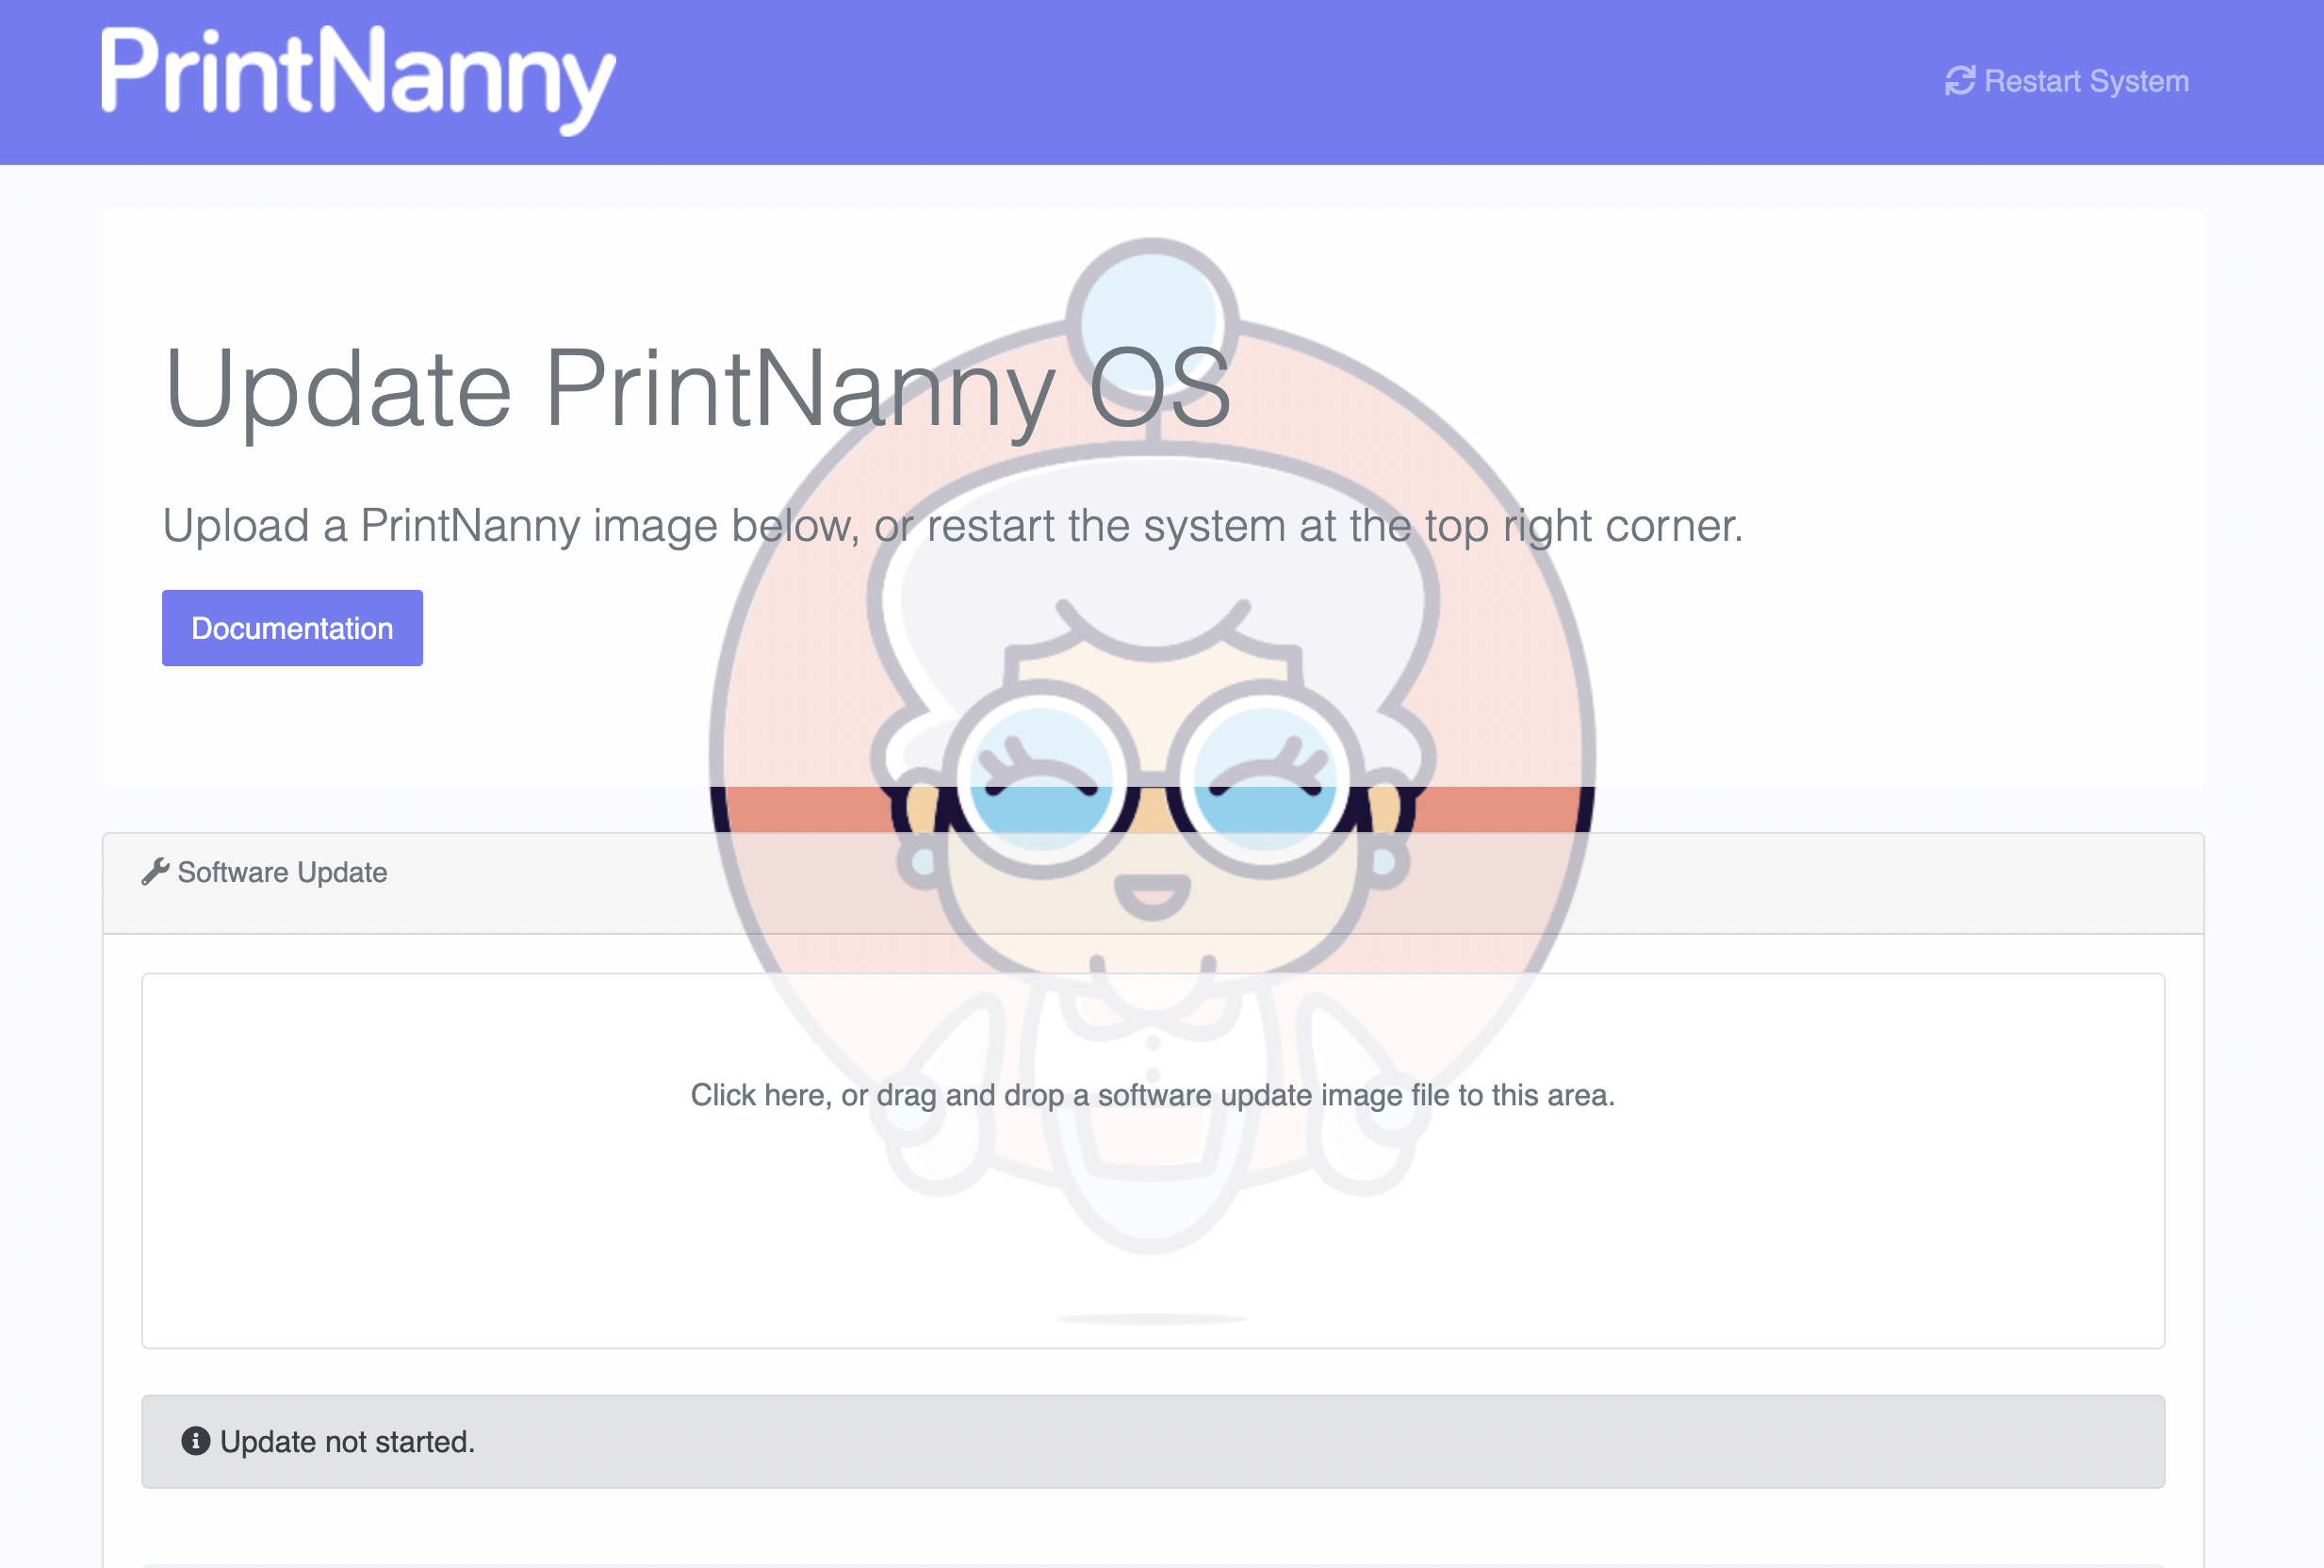 PrintNanny
Restart System
Update PrintNanny OS
Upload a PrintNanny image below, or restart the system at the top right corner.
Documentation
Software Update
Click here, or drag and drop a software update image file to this area.
Update not started.